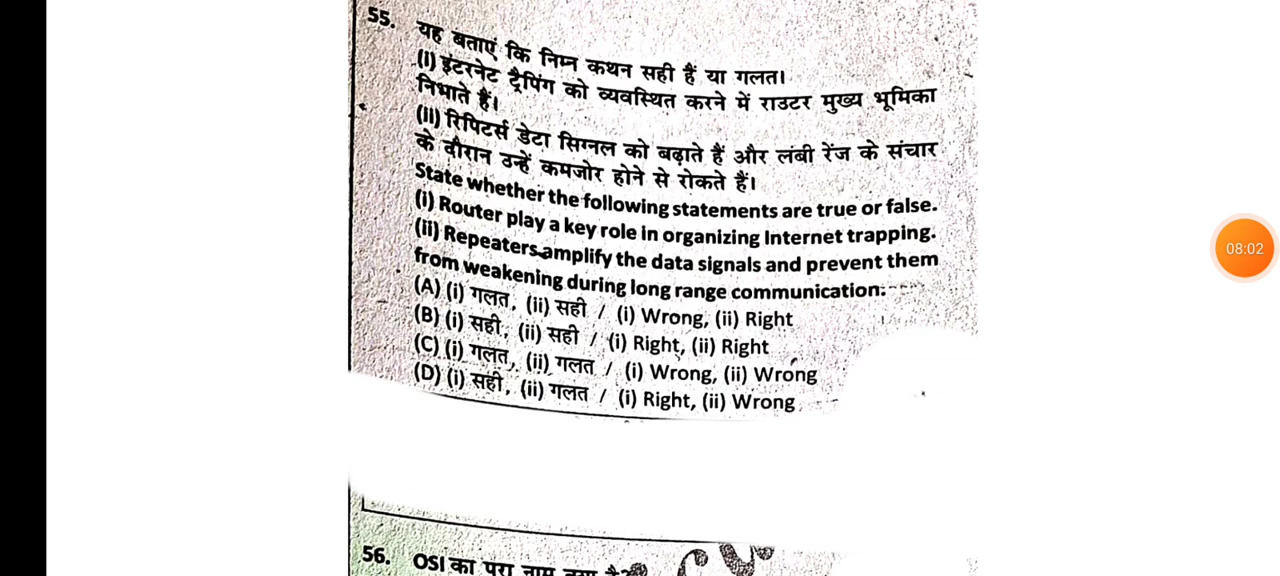 55. यह बताएं कि निम्न कथन सही हैं या गलत।
(i) इंटरनेट ट्रैपिंग को व्यवस्थित करने में राउटर मुख्य भूमिका
निभाते हैं।
(ii) रिपिटर्स डेटा सिग्नल को बढ़ाते हैं और लंबी रेंज के संचार
के दौरान उन्हें कमजोर होने से रोकते हैं।
State whether the following statements are true or false.
(i) Router play a key role in organizing Internet trapping.
(ii) Repeaters amplify the data signals and prevent them
from weakening during long range communication.
(A) (i) गलत, (ii) सही / (i) Wrong, (ii) Right
(B) (i) सही, (ii) सही / (i) Right, (ii) Right
(C) (i) गलत, (ii) गलत / (i) Wrong, (ii) Wrong
(D) (i) सही, (ii) गलत / (i) Right, (ii) Wrong
08:02
56. OSI का पूरा नाम क्या है?